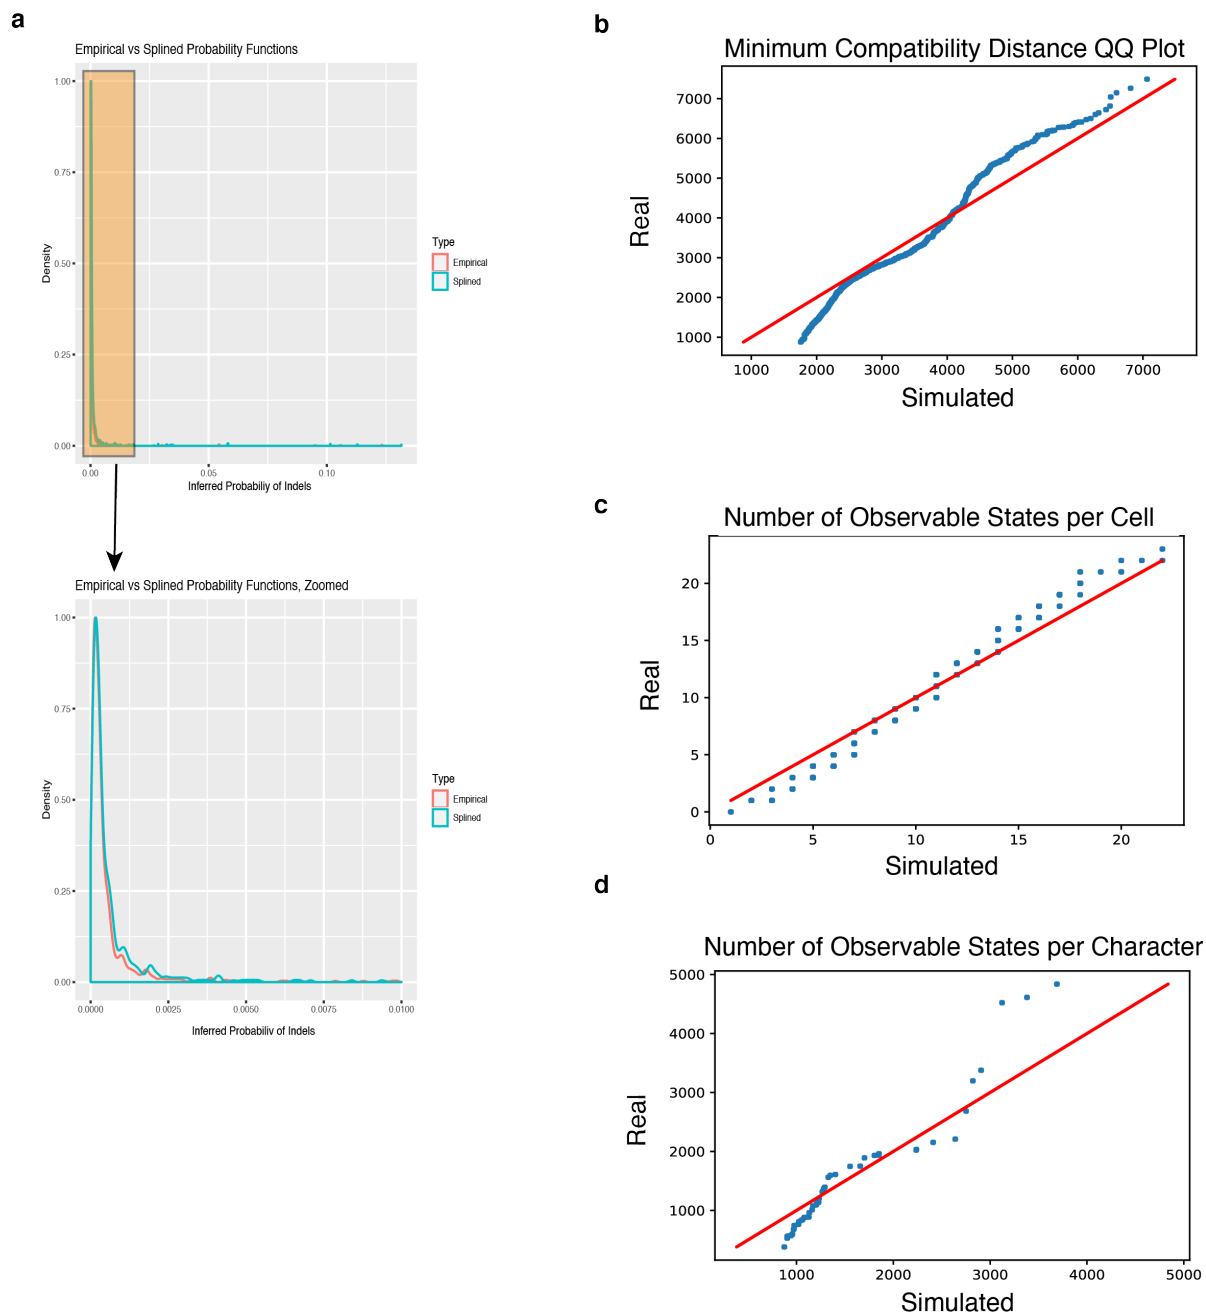 a
Empirical vs Splined Probability Functions
1.00
0.75
0.50
0.25
0.00
Density
0.00 0.05 0.10
Inferred Probabiliy of Indels
Type
Empirical
Splined
Empirical vs Splined Probability Functions, Zoomed
1.00
0.75
0.50
0.25
0.00
Density
0.0000 0.0025 0.0050 0.0075 0.0100
Inferred Probabiliv of Indels
Type
Empirical
Splined
b
Minimum Compatibility Distance QQ Plot
7000
6000
5000
4000
3000
2000
1000
Real
1000 2000 3000 4000 5000 6000 7000
Simulated
c
Number of Observable States per Cell
20
15
10
5
0
Real
0 5 10 15 20
Simulated
d
Number of Observable States per Character
5000
4000
3000
2000
1000
Real
1000 2000 3000 4000 5000
Simulated